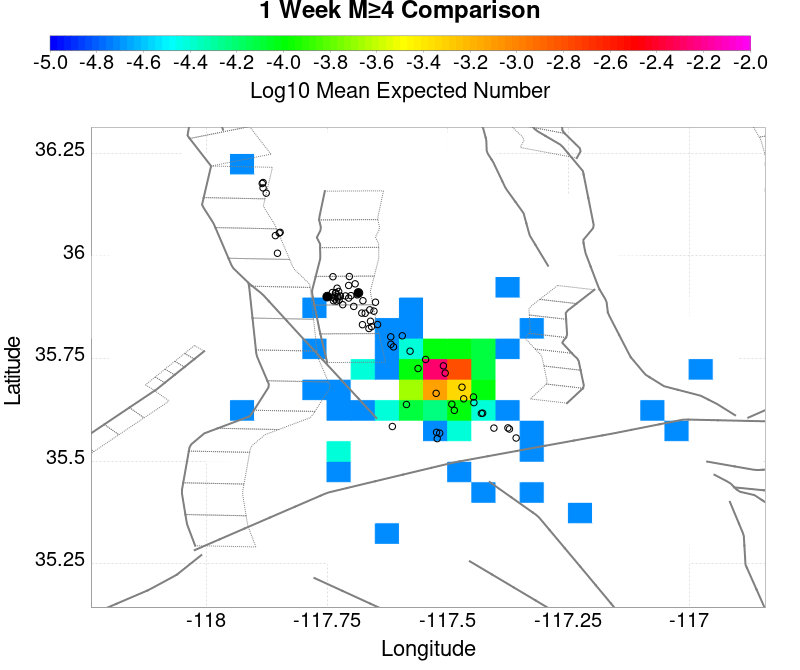 1 Week M≥4 Comparison
-5.0 -4.8 -4.6 -4.4 -4.2 -4.0 -3.8 -3.6 -3.4 -3.2 -3.0 -2.8 -2.6 -2.4 -2.2 -2.0
Log10 Mean Expected Number
36.25
36
35.75
35.5
35.25
Latitude
-118 -117.75 -117.5 -117.25 -117
Longitude